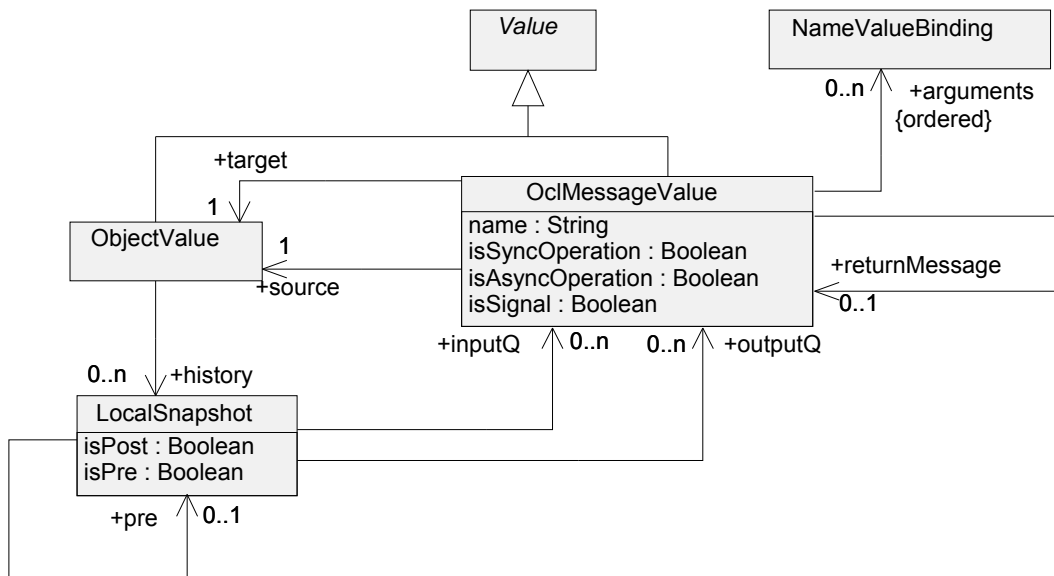 Value
NameValueBinding
0..n
+arguments
{ordered}
+target
1
OclMessageValue
name : String
isSyncOperation : Boolean
isAsyncOperation : Boolean
isSignal : Boolean
ObjectValue
1
+source
+returnMessage
0..1
+inputQ
0..n
0..n
+outputQ
0..n
+history
LocalSnapshot
isPost : Boolean
isPre : Boolean
+pre
0..1